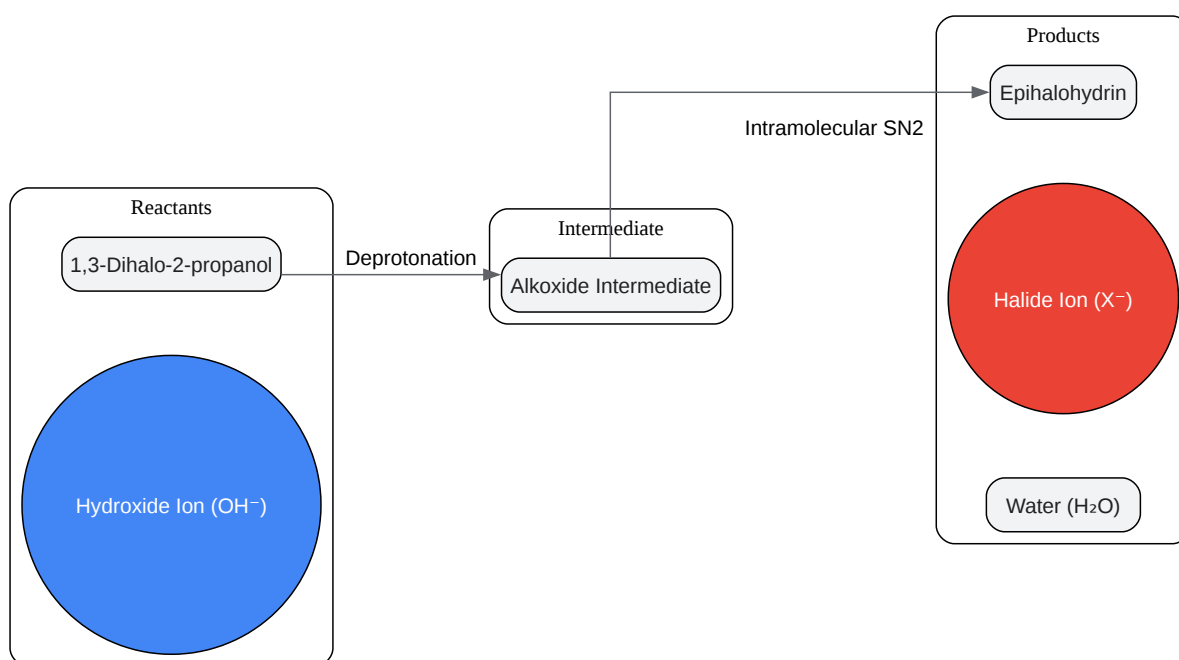 Reactants
1,3-Dihalo-2-propanol
Hydroxide Ion (OH⁻)
Deprotonation
Intermediate
Alkoxide Intermediate
Intramolecular SN2
Products
Epihalohydrin
Halide Ion (X⁻)
Water (H₂O)